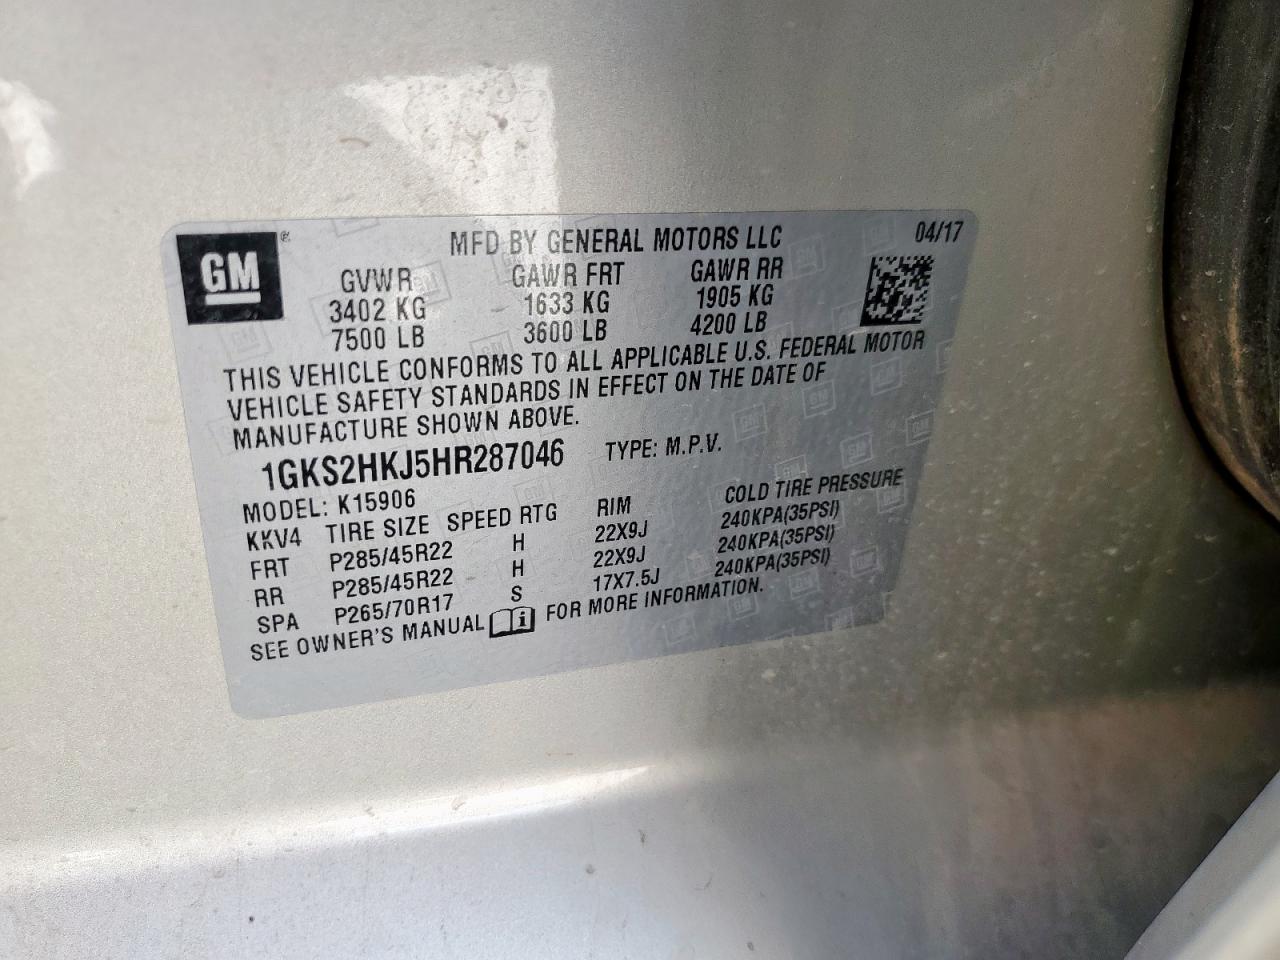 GM
®
MFD BY GENERAL MOTORS LLC 04/17
GVWR GAWR FRT GAWR RR
3402 KG 1633 KG 1905 KG
7500 LB 3600 LB 4200 LB
THIS VEHICLE CONFORMS TO ALL APPLICABLE U.S. FEDERAL MOTOR
VEHICLE SAFETY STANDARDS IN EFFECT ON THE DATE OF
MANUFACTURE SHOWN ABOVE.
1GKS2HKJ5HR287046 TYPE: M.P.V.
MODEL: K15906
KKV4 TIRE SIZE SPEED RTG RIM COLD TIRE PRESSURE
FRT P285/45R22 H 22X9J 240KPA(35PSI)
RR P285/45R22 H 22X9J 240KPA(35PSI)
SPA P265/70R17 S 17X7.5J 240KPA(35PSI)
SEE OWNER'S MANUAL i FOR MORE INFORMATION.